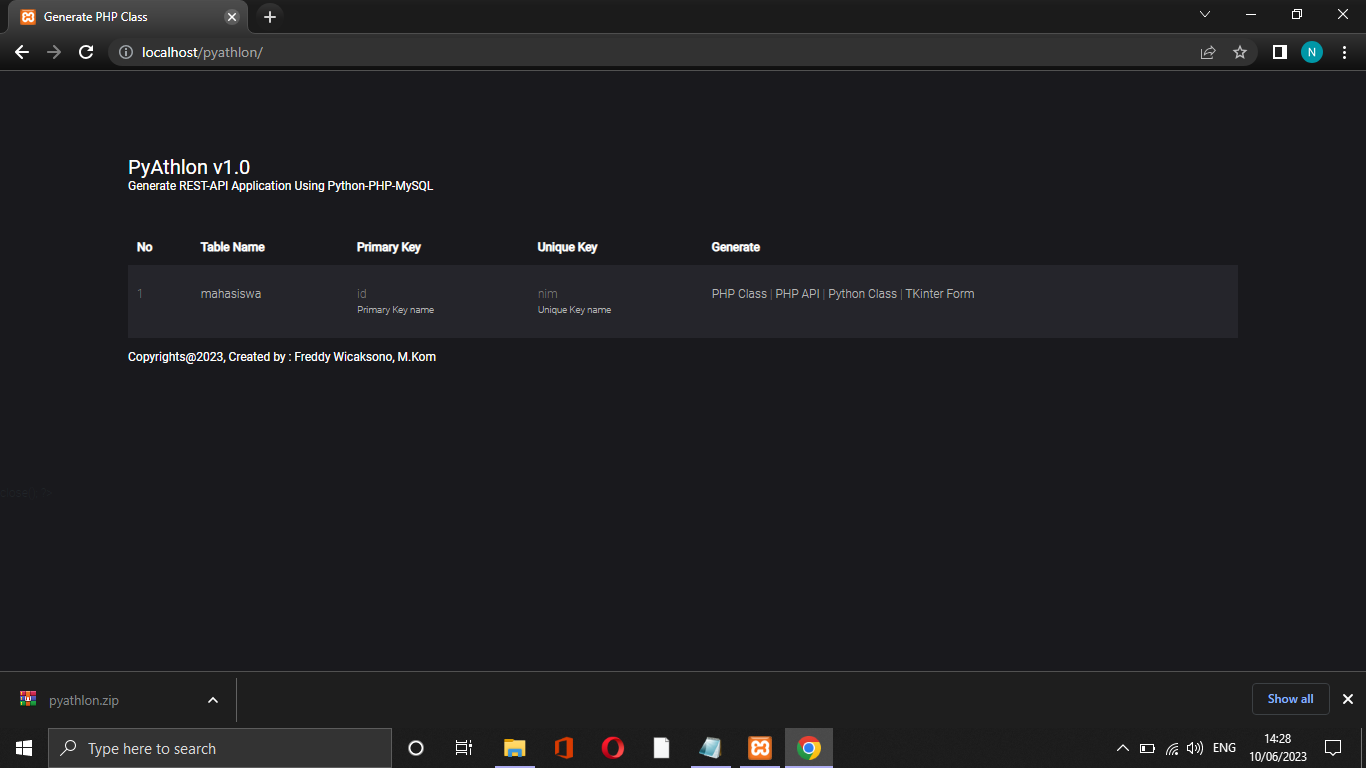 Generate PHP Class
localhost/pyathlon/
N
PyAthlon v1.0
Generate REST-API Application Using Python-PHP-MySQL
No Table Name Primary Key Unique Key Generate
1 mahasiswa id nim PHP Class | PHP API | Python Class | TKinter Form
Primary Key name Unique Key name
Copyrights@2023, Created by : Freddy Wicaksono, M.Kom
pyathlon.zip
Show all
Type here to search
ENG
14:28
10/06/2023